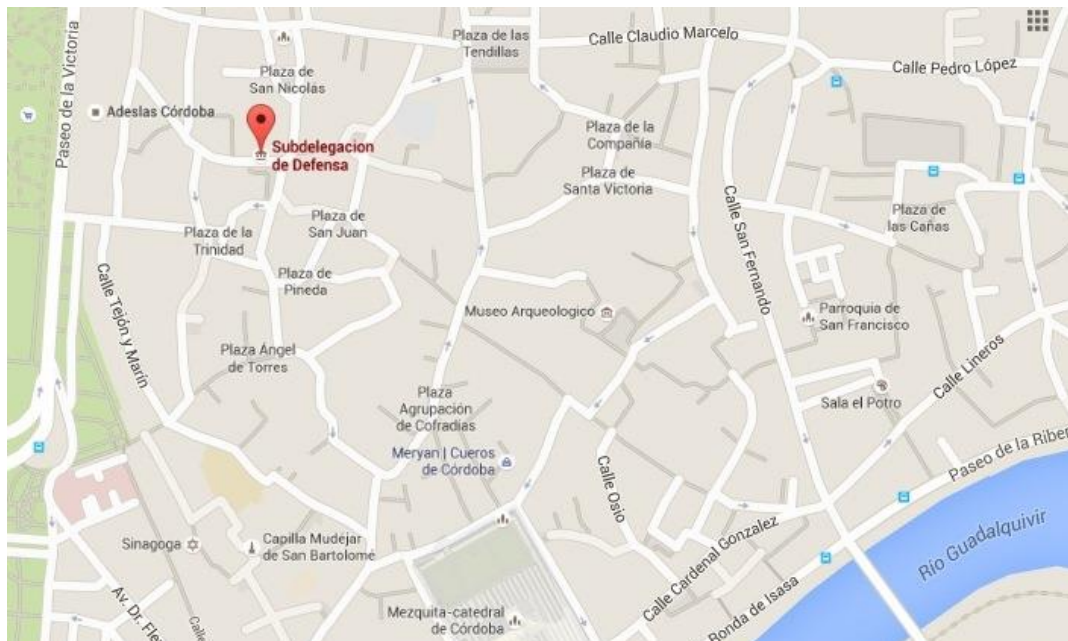 Plaza de las
Tendillas
Calle Claudio Marcelo
Calle Pedro López
Paseo de la Victoria
Plaza de
San Nicolás
Adeslas Córdoba
Subdelegacion
de Defensa
Plaza de la
Compañía
Plaza de
Santa Victoria
Plaza de
San Juan
Plaza de la
Trinidad
Plaza de
las Cañas
Calle San Fernando
Plaza de
Pineda
Calle Tejón y Marín
Museo Arqueologico
Parroquia de
San Francisco
Plaza Ángel
de Torres
Calle Lineros
Plaza
Agrupación
de Cofradías
Sala el Potro
Meryan | Cueros
de Córdoba
Calle Osio
Paseo de la Riber
Río Guadalquivir
Sinagoga
Capilla Mudejar
de San Bartolomé
Calle Cardenal Gonzalez
Ronda de Isasa
Av. Dr. Fle
Calle
Mezquita-catedral
de Córdoba